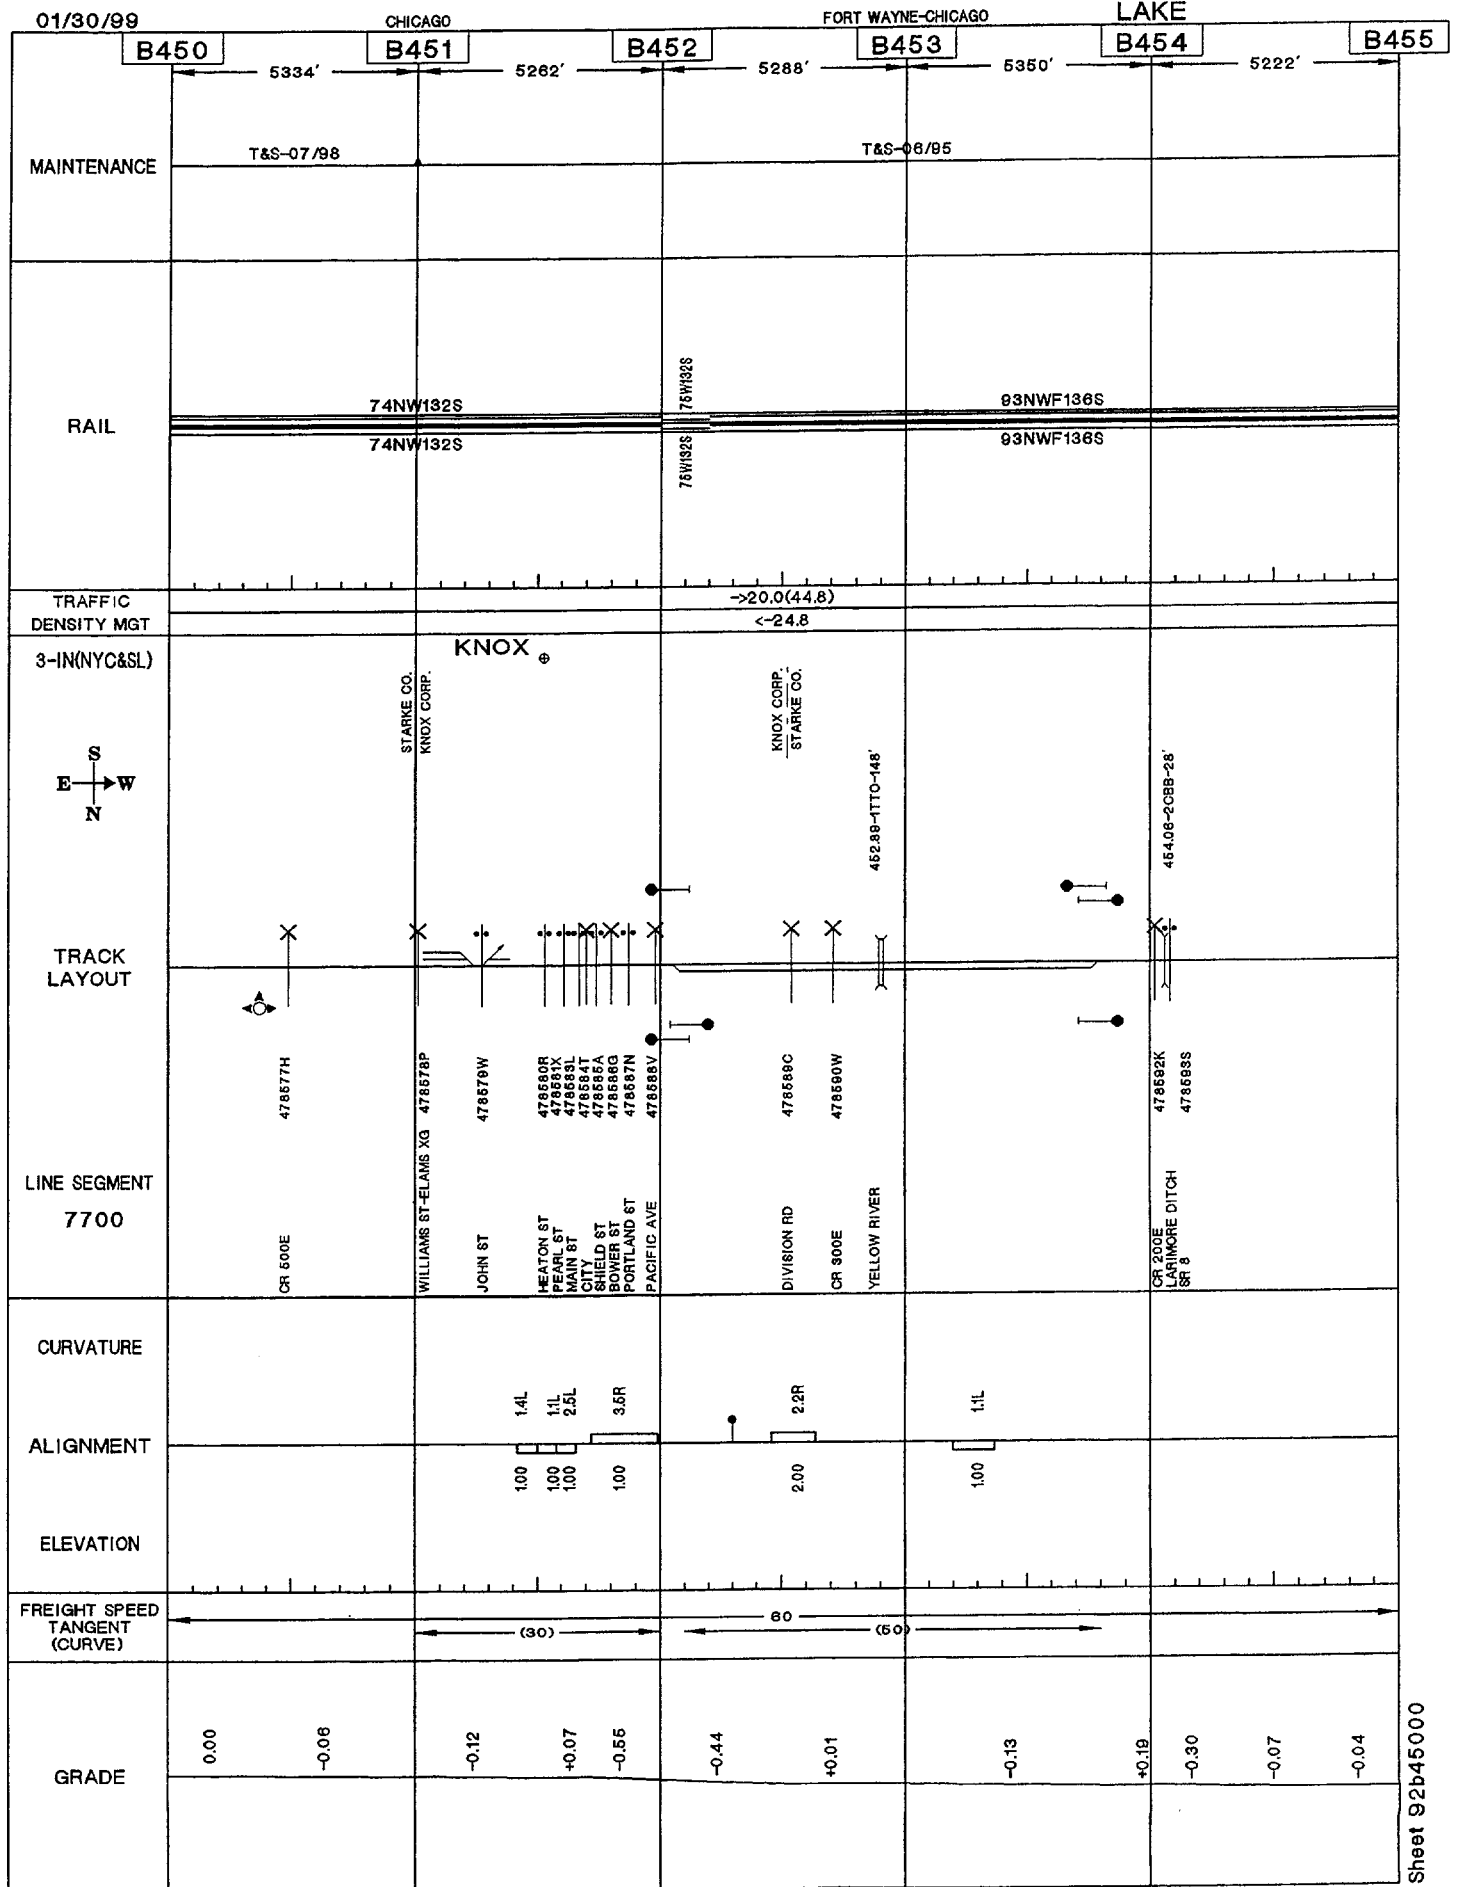 01/30/99
CHICAGO
FORT WAYNE-CHICAGO
LAKE
B450
B451
B452
B453
B454
B455
5334'
5262'
5288'
5350'
5222'
MAINTENANCE
T&S-07/98
T&S-06/95
RAIL
74NW132S
74NW132S
75W132S
75W132S
93NWF136S
93NWF136S
TRAFFIC
DENSITY MGT
->20.0(44.8)
<-24.8
3-IN(NYC&SL)
KNOX
STARKE CO.
KNOX CORP.
KNOX CORP.
STARKE CO.
S
E
W
N
452.89-1TTO-148'
454.06-2CBB-28'
TRACK
LAYOUT
478577H
478578P
478579W
478580R
478581X
478583L
478584T
478585A
478586G
478587N
478588V
478589C
478590W
478592K
478593S
LINE SEGMENT
7700
CR 500E
WILLIAMS ST-ELAMS XG
JOHN ST
HEATON ST
PEARL ST
MAIN ST
CITY
SHIELD ST
BOWER ST
PORTLAND ST
PACIFIC AVE
DIVISION RD
CR 300E
YELLOW RIVER
CR 200E
LARIMORE DITCH
SR 8
CURVATURE
1.4L
1.1L
2.5L
3.5R
2.2R
1.1L
ALIGNMENT
1.00
1.00
1.00
1.00
2.00
1.00
ELEVATION
FREIGHT SPEED
TANGENT
(CURVE)
60
(30)
(50)
GRADE
0.00
-0.06
-0.12
+0.07
-0.55
-0.44
+0.01
-0.13
+0.19
-0.30
-0.07
-0.04
Sheet 92b45000